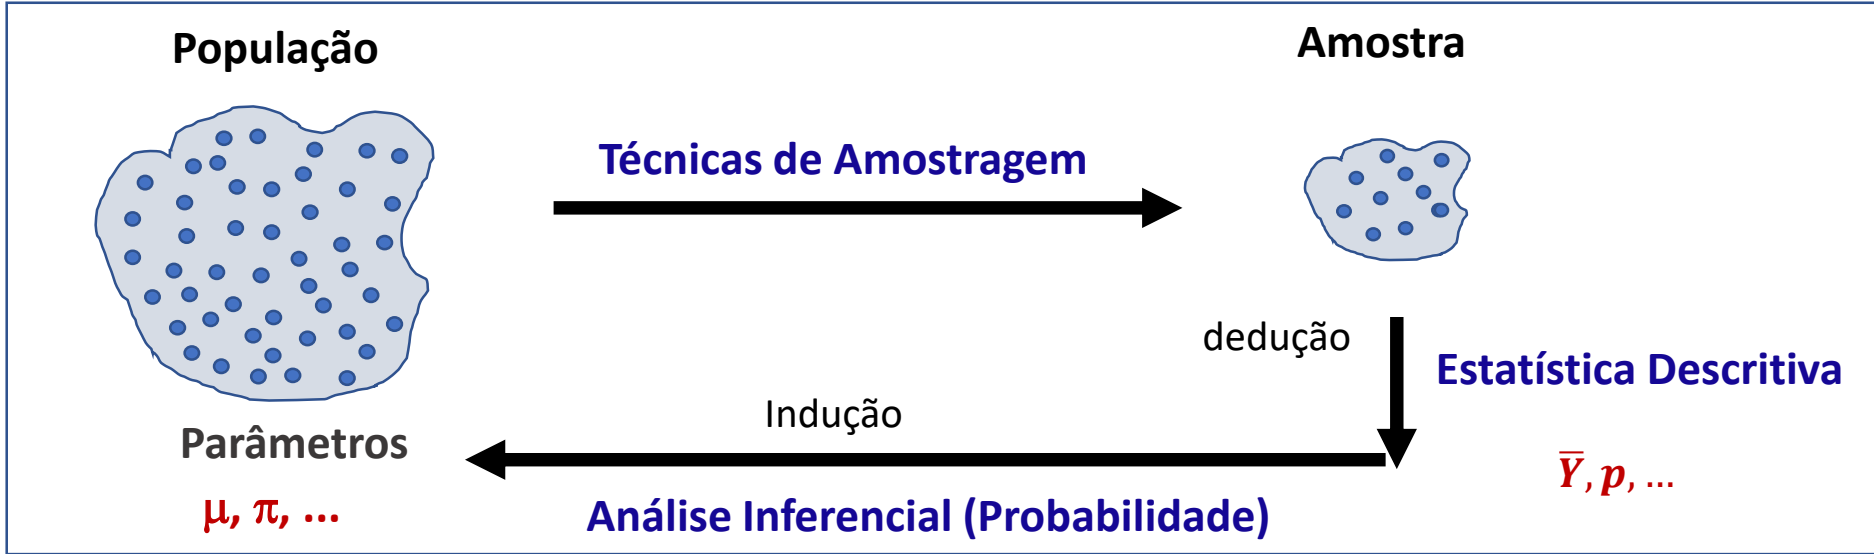 População
Amostra
Técnicas de Amostragem
dedução
Estatística Descritiva
Indução
Parâmetros
Ȳ, p, ...
μ, π, ...
Análise Inferencial (Probabilidade)